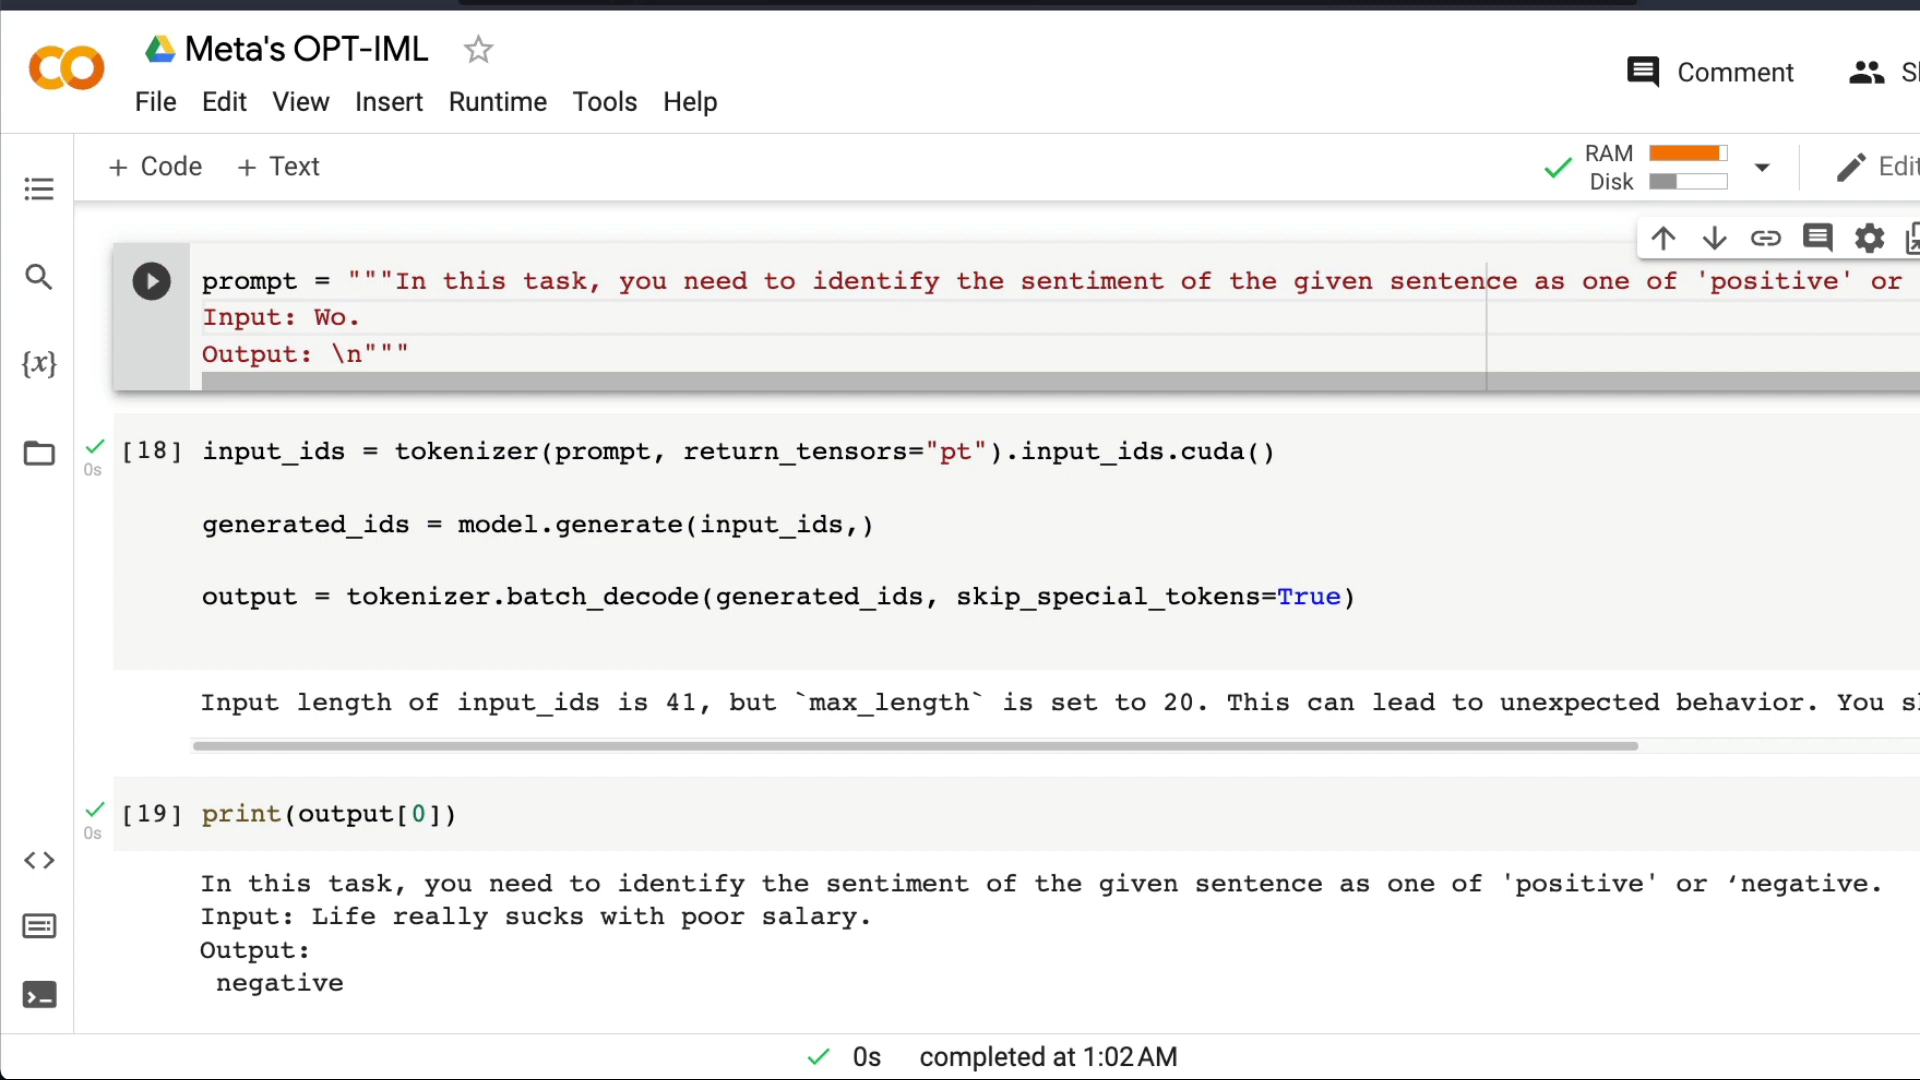 Meta's OPT-IML
File Edit View Insert Runtime Tools Help
Comment
+ Code + Text
RAM
Disk
prompt = """In this task, you need to identify the sentiment of the given sentence as one of 'positive' or
Input: Wo.
Output: \n"""
[18] input_ids = tokenizer(prompt, return_tensors="pt").input_ids.cuda()
0s
generated_ids = model.generate(input_ids,)
output = tokenizer.batch_decode(generated_ids, skip_special_tokens=True)
Input length of input_ids is 41, but `max_length` is set to 20. This can lead to unexpected behavior. You
[19] print(output[0])
0s
In this task, you need to identify the sentiment of the given sentence as one of 'positive' or ‘negative.
Input: Life really sucks with poor salary.
Output:
negative
0s completed at 1:02 AM